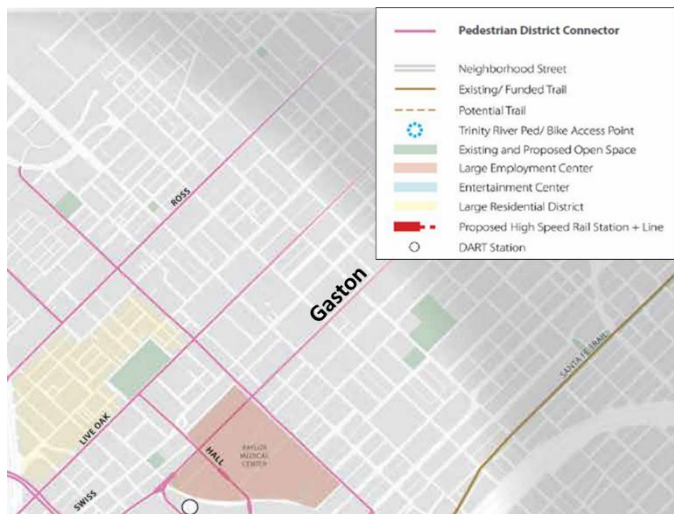 Pedestrian District Connector
Neighborhood Street
Existing/ Funded Trail
Potential Trail
Trinity River Ped/ Bike Access Point
Existing and Proposed Open Space
Large Employment Center
Entertainment Center
Large Residential District
Proposed High Speed Rail Station + Line
DART Station
ROSS
Gaston
SANTA FE TRAIL
LIVE OAK
HALL
BAYLOR
MEDICAL
CENTER
SWISS